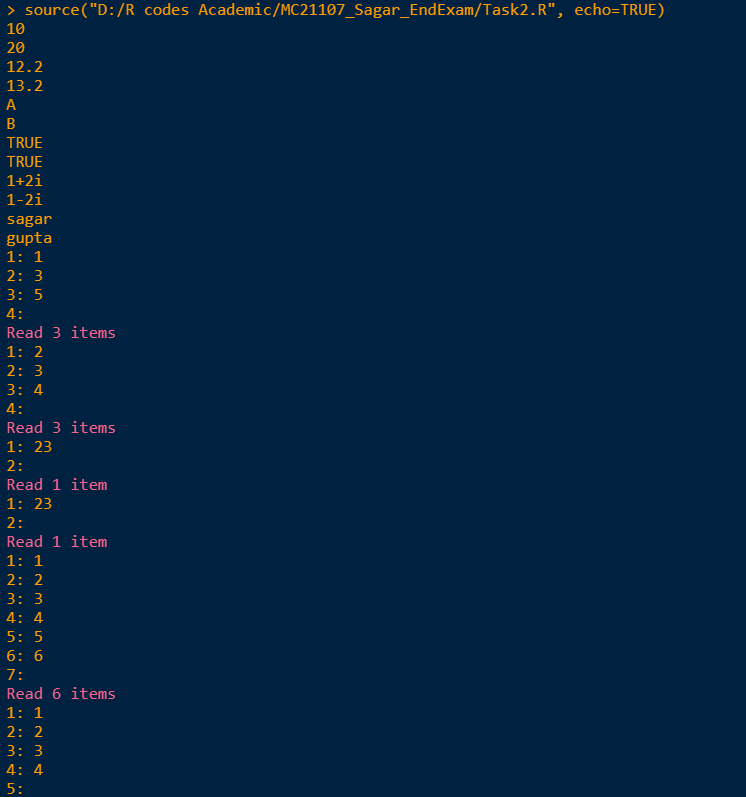 > source("D:/R codes Academic/MC21107_Sagar_EndExam/Task2.R", echo=TRUE)
10
20
12.2
13.2
A
B
TRUE
TRUE
1+2i
1-2i
sagar
gupta
1: 1
2: 3
3: 5
4:
Read 3 items
1: 2
2: 3
3: 4
4:
Read 3 items
1: 23
2:
Read 1 item
1: 23
2:
Read 1 item
1: 1
2: 2
3: 3
4: 4
5: 5
6: 6
7:
Read 6 items
1: 1
2: 2
3: 3
4: 4
5: